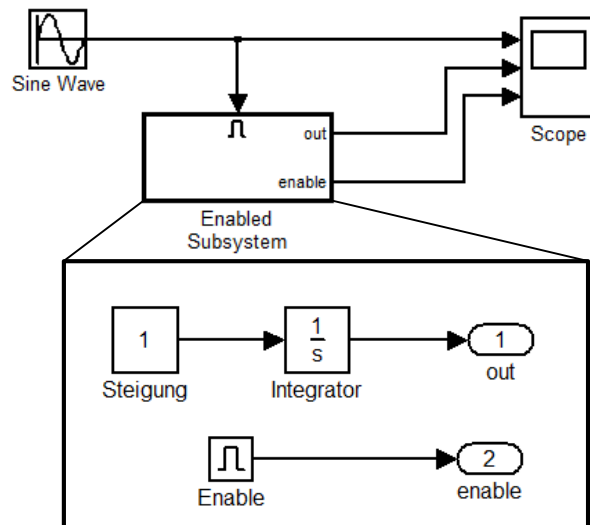 Sine Wave
out
enable
Scope
Enabled
Subsystem
1
Steigung
1
s
Integrator
1
out
Enable
2
enable